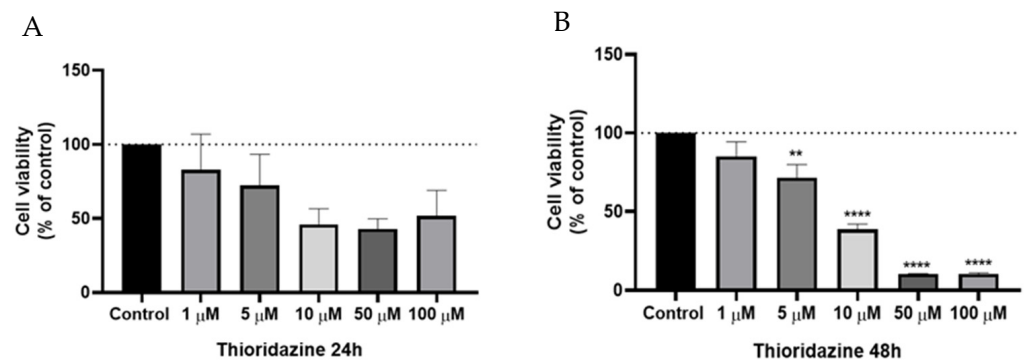 A
Cell viability
(% of control)
150
100
50
0
Control 1 μM 5 μM 10 μM 50 μM 100 μM
Thioridazine 24h
B
Cell viability
(% of control)
150
100
50
0
**
****
****
****
Control 1 μM 5 μM 10 μM 50 μM 100 μM
Thioridazine 48h